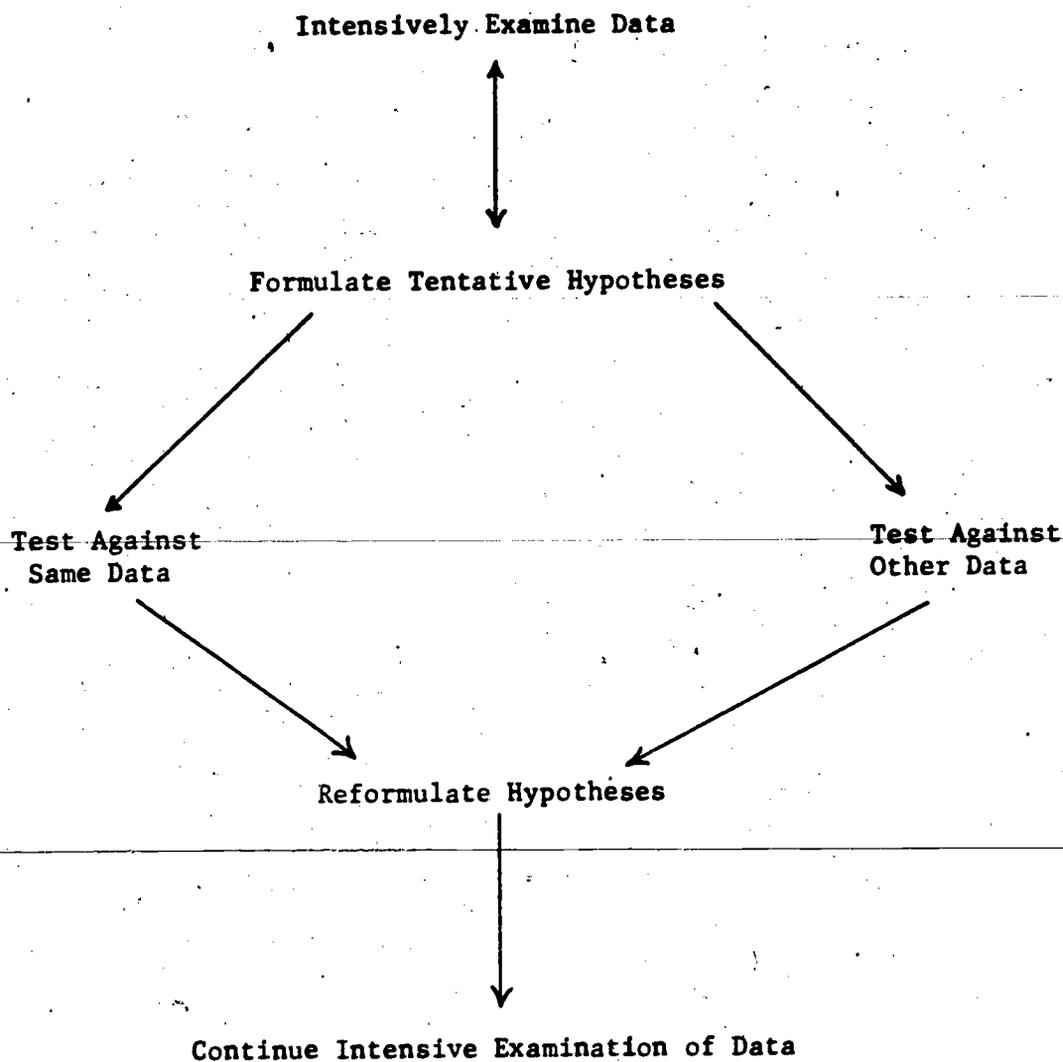 Intensively Examine Data
Formulate Tentative Hypotheses
Test Against
Same Data
Test Against
Other Data
Reformulate Hypotheses
Continue Intensive Examination of Data